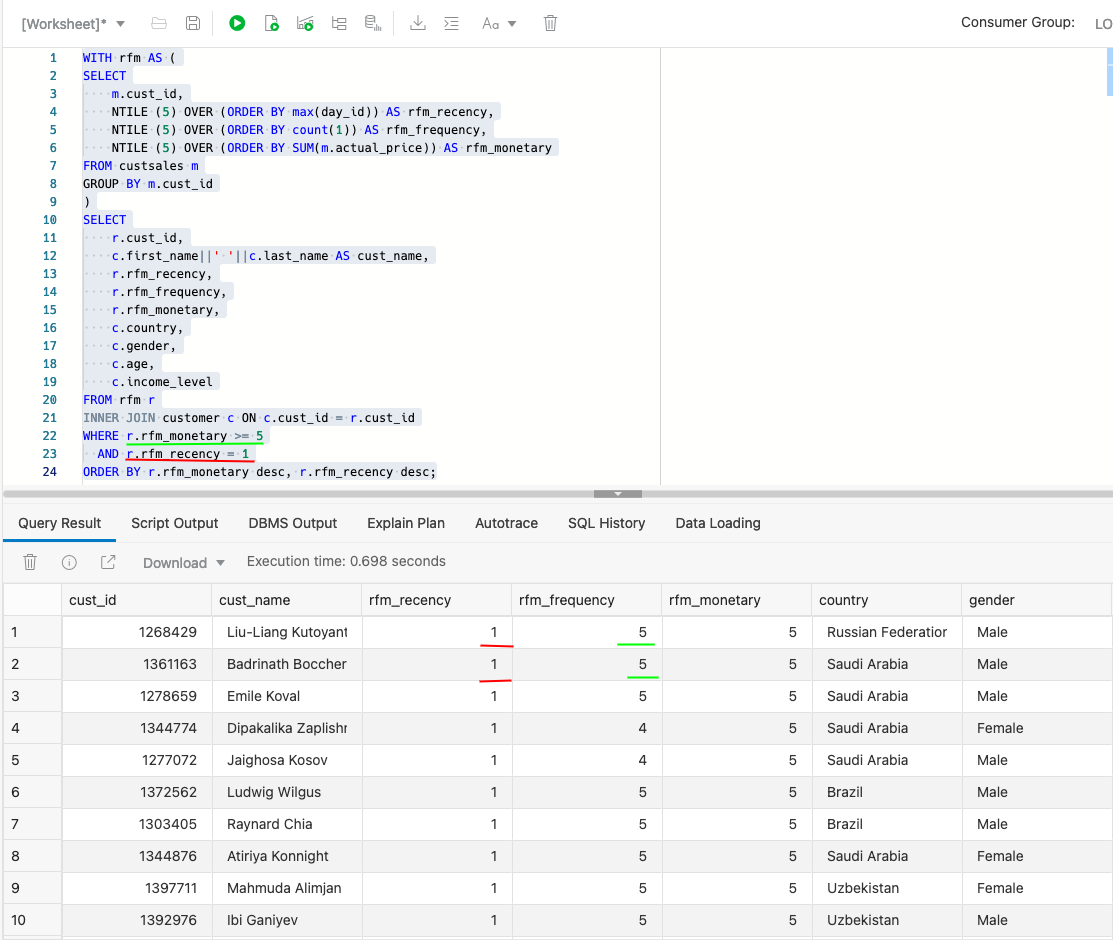 [Worksheet]*
Aa
Consumer Group: LO
1 WITH rfm AS (
2 SELECT
3 m.cust_id,
4 NTILE (5) OVER (ORDER BY max(day_id)) AS rfm_recency,
5 NTILE (5) OVER (ORDER BY count(1)) AS rfm_frequency,
6 NTILE (5) OVER (ORDER BY SUM(m.actual_price)) AS rfm_monetary
7 FROM custsales m
8 GROUP BY m.cust_id
9 )
10 SELECT
11 r.cust_id,
12 c.first_name||' '||c.last_name AS cust_name,
13 r.rfm_recency,
14 r.rfm_frequency,
15 r.rfm_monetary,
16 c.country,
17 c.gender,
18 c.age,
19 c.income_level
20 FROM rfm r
21 INNER JOIN customer c ON c.cust_id = r.cust_id
22 WHERE r.rfm_monetary >= 5
23 AND r.rfm_recency = 1
24 ORDER BY r.rfm_monetary desc, r.rfm_recency desc;
Query Result Script Output DBMS Output Explain Plan Autotrace SQL History Data Loading
Download Execution time: 0.698 seconds
cust_id cust_name rfm_recency rfm_frequency rfm_monetary country gender
1 1268429 Liu-Liang Kutoyant 1 5 5 Russian Federatior Male
2 1361163 Badrinath Boccher 1 5 5 Saudi Arabia Male
3 1278659 Emile Koval 1 5 5 Saudi Arabia Male
4 1344774 Dipakalika Zaplishr 1 4 5 Saudi Arabia Female
5 1277072 Jaighosa Kosov 1 4 5 Saudi Arabia Male
6 1372562 Ludwig Wilgus 1 5 5 Brazil Male
7 1303405 Raynard Chia 1 5 5 Brazil Male
8 1344876 Atiriya Konnight 1 5 5 Saudi Arabia Female
9 1397711 Mahmuda Alimjan 1 5 5 Uzbekistan Female
10 1392976 Ibi Ganiyev 1 5 5 Uzbekistan Male